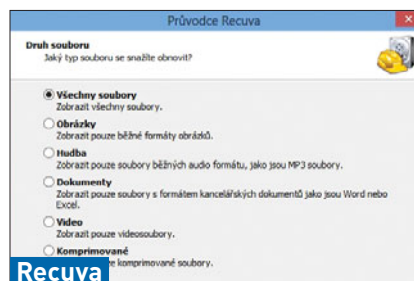 Průvodce Recuva
Druh souboru
Jaký typ souboru se snažíte obnovit?
Všechny soubory
Zobrazit všechny soubory.
Obrázky
Zobrazit pouze běžné formáty obrázků.
Hudba
Zobrazit pouze soubory běžných audio formátu, jako jsou MP3 soubory.
Dokumenty
Zobrazit pouze soubory s formátem kancelářských dokumentů jako jsou Word nebo
Excel.
Video
Zobrazit pouze videosoubory.
Komprimované
komprimované soubory.
Recuva